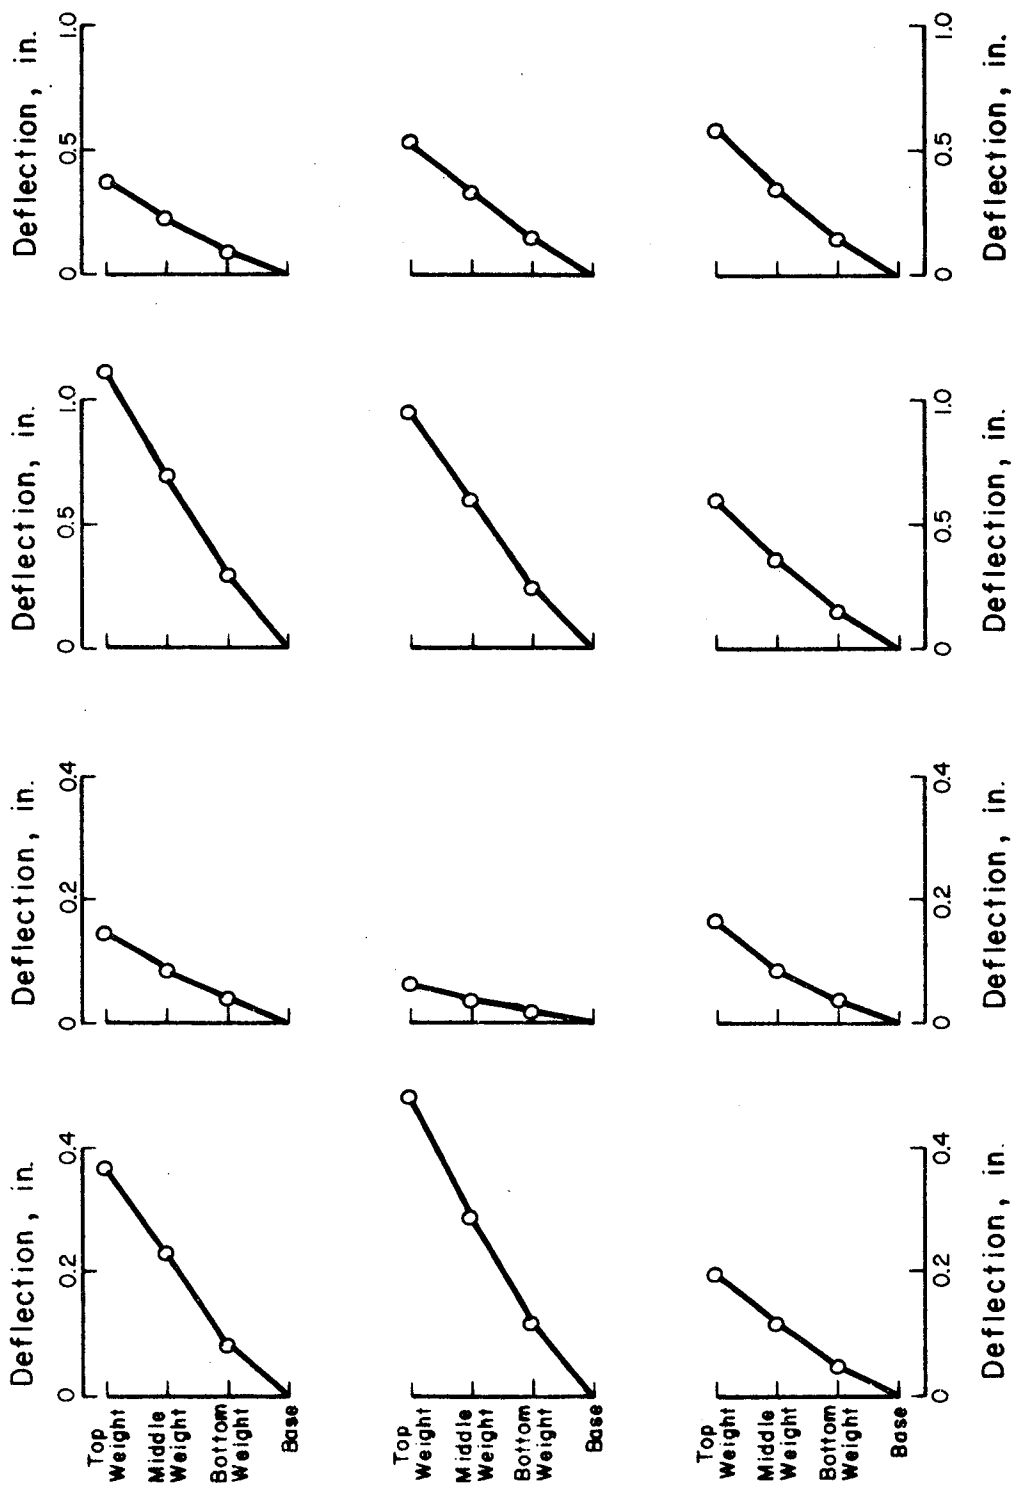 Deflection, in. Deflection, in. Deflection, in. Deflection, in.
0 0.2 0.4 0 0.2 0.4 0 0.5 1.0 0 0.5 1.0
Top
Weight
Middle
Weight
Bottom
Weight
Base
Top
Weight
Middle
Weight
Bottom
Weight
Base
Top
Weight
Middle
Weight
Bottom
Weight
Base
0 0.2 0.4 0 0.2 0.4 0 0.5 1.0 0 0.5 1.0
Deflection, in. Deflection, in. Deflection, in. Deflection, in.